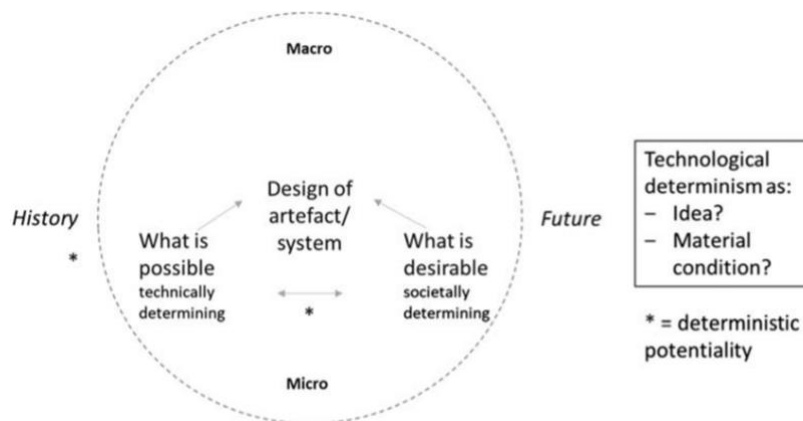 Macro
Design of
artefact/
system
History
*
What is
possible
technically
determining
*
What is
desirable
societally
determining
Micro
Future
Technological
determinism as:
– Idea?
– Material
condition?
* = deterministic
potentiality